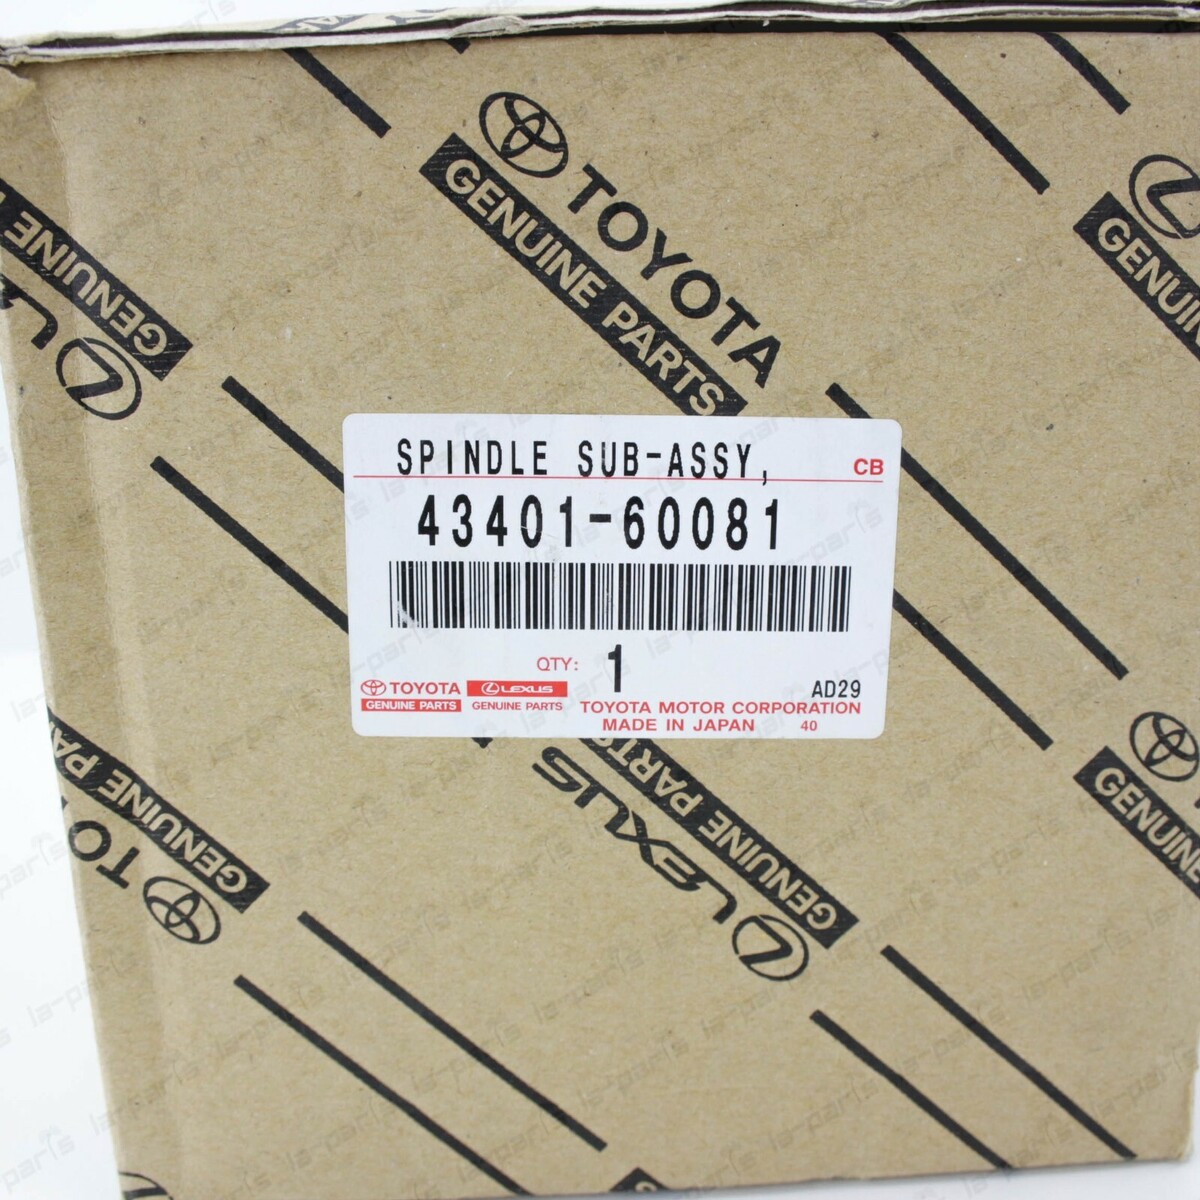 TOYOTA
GENUINE PARTS
GENUINE
GENUINE
SPINDLE SUB-ASSY,
CB
43401-60081
QTY: 1
TOYOTA LEXUS AD29
GENUINE PARTS GENUINE PARTS TOYOTA MOTOR CORPORATION
MADE IN JAPAN 40
GENUINE PARTS
LEXUS
GENUINE
GENUINE
la-parts